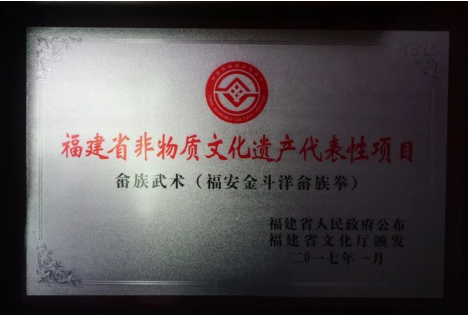 福建省非物质文化遗产代表性项目
畲族武术（福安金斗洋畲族拳）
福建省人民政府公布
福建省文化厅颁发
二〇一七年一月